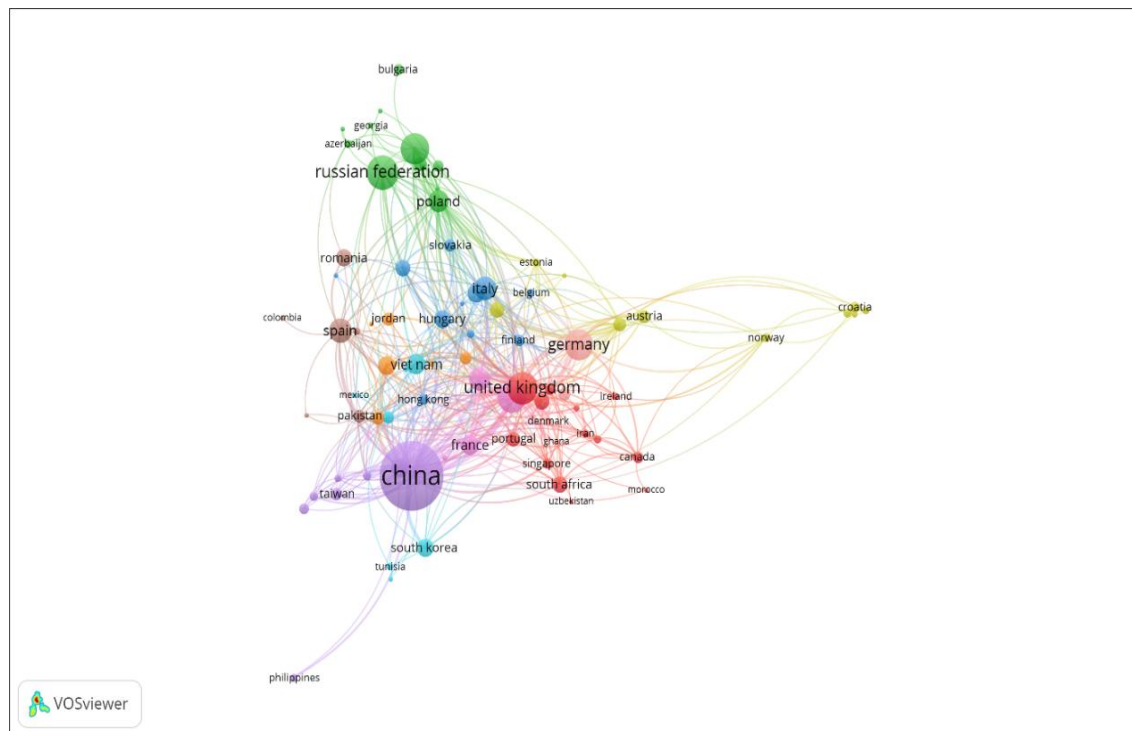 bulgaria
georgia
azerbaijan
russian federation
poland
slovakia
romania
estonia
italy
belgium
croatia
colombia
jordan
hungary
austria
spain
finland
germany
norway
viet nam
united kingdom
mexico
hong kong
ireland
pakistan
denmark
iran
france
portugal
ghana
canada
singapore
china
south africa
morocco
taiwan
uzbekistan
south korea
tunisia
philippines
VOSviewer